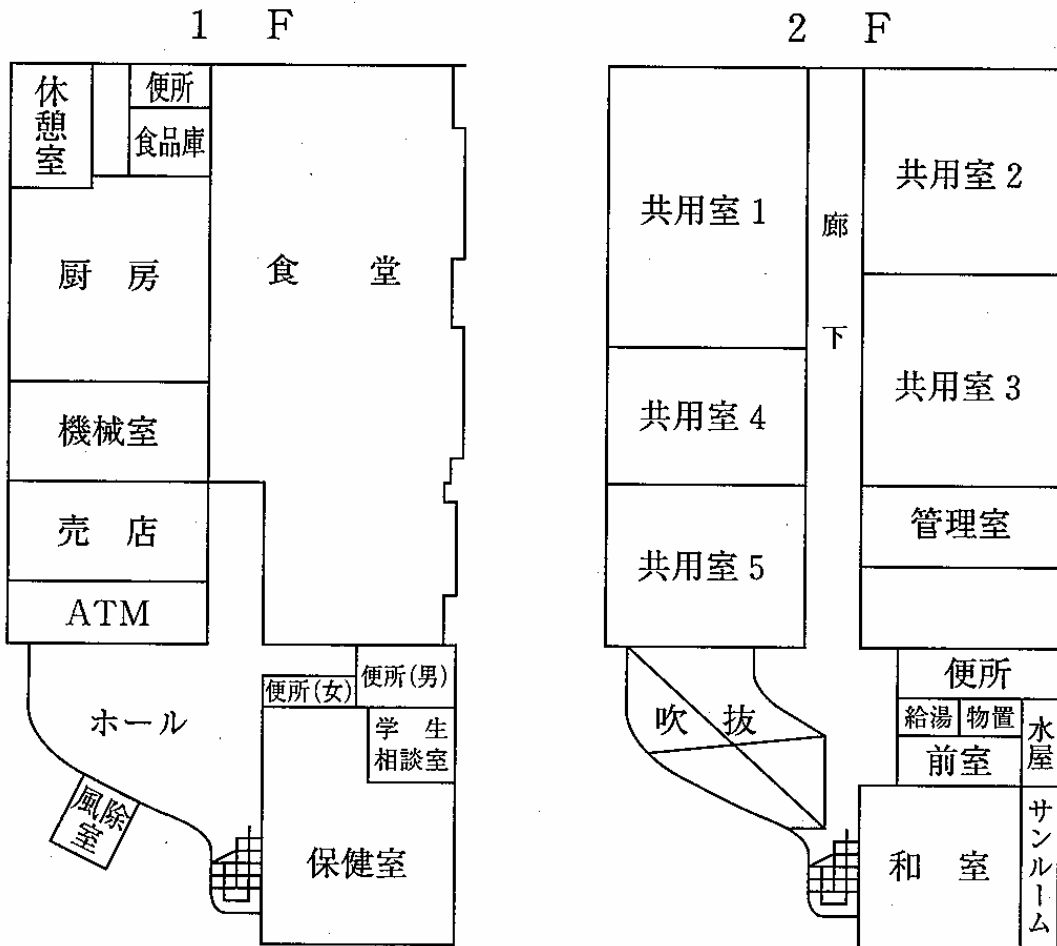 1 F
休憩室
便所
食品庫
厨房
食堂
機械室
売店
ATM
便所(女)
便所(男)
ホール
学生
相談室
風除室
保健室
2 F
共用室1
共用室2
廊下
共用室3
共用室4
管理室
共用室5
便所
吹抜
給湯
物置
水屋
前室
和室
サンルーム